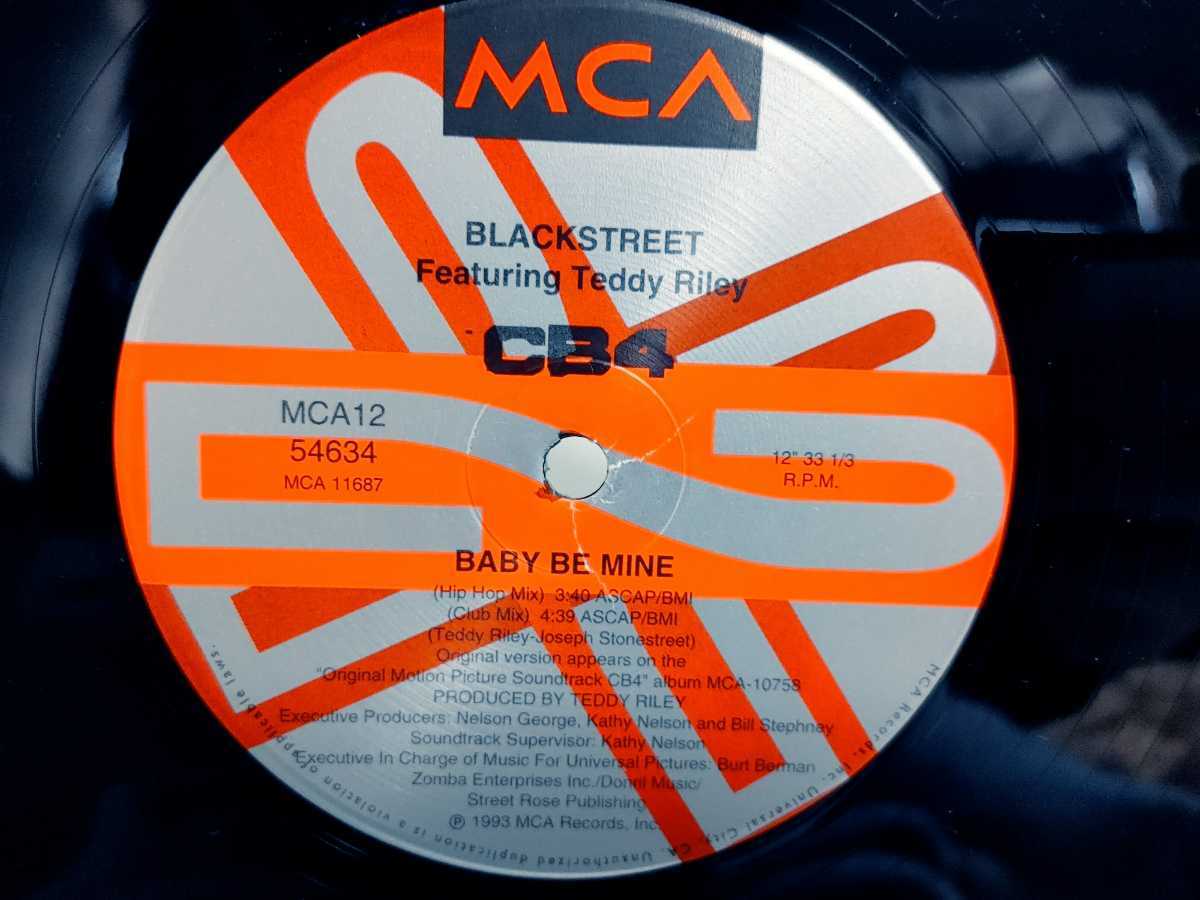 MCA
BLACKSTREET
Featuring Teddy Riley
CB4
MCA12
54634
MCA 11687
12" 33 1/3
R.P.M.
BABY BE MINE
(Hip Hop Mix) 3:40 ASCAP/BMI
(Club Mix) 4:39 ASCAP/BMI
(Teddy Riley-Joseph Stonestreet)
Original version appears on the
"Original Motion Picture Soundtrack CB4" album MCA-10758
PRODUCED BY TEDDY RILEY
Executive Producers: Nelson George, Kathy Nelson and Bill Stephney
Soundtrack Supervisor: Kathy Nelson
Executive In Charge of Music For Universal Pictures: Burt Berman
Zomba Enterprises Inc./Donril Music/
Street Rose Publishing
℗ 1993 MCA Records, Inc.
MCA Records, Inc. Universal City, CA. Unauthorized duplication is a violation of applicable laws.